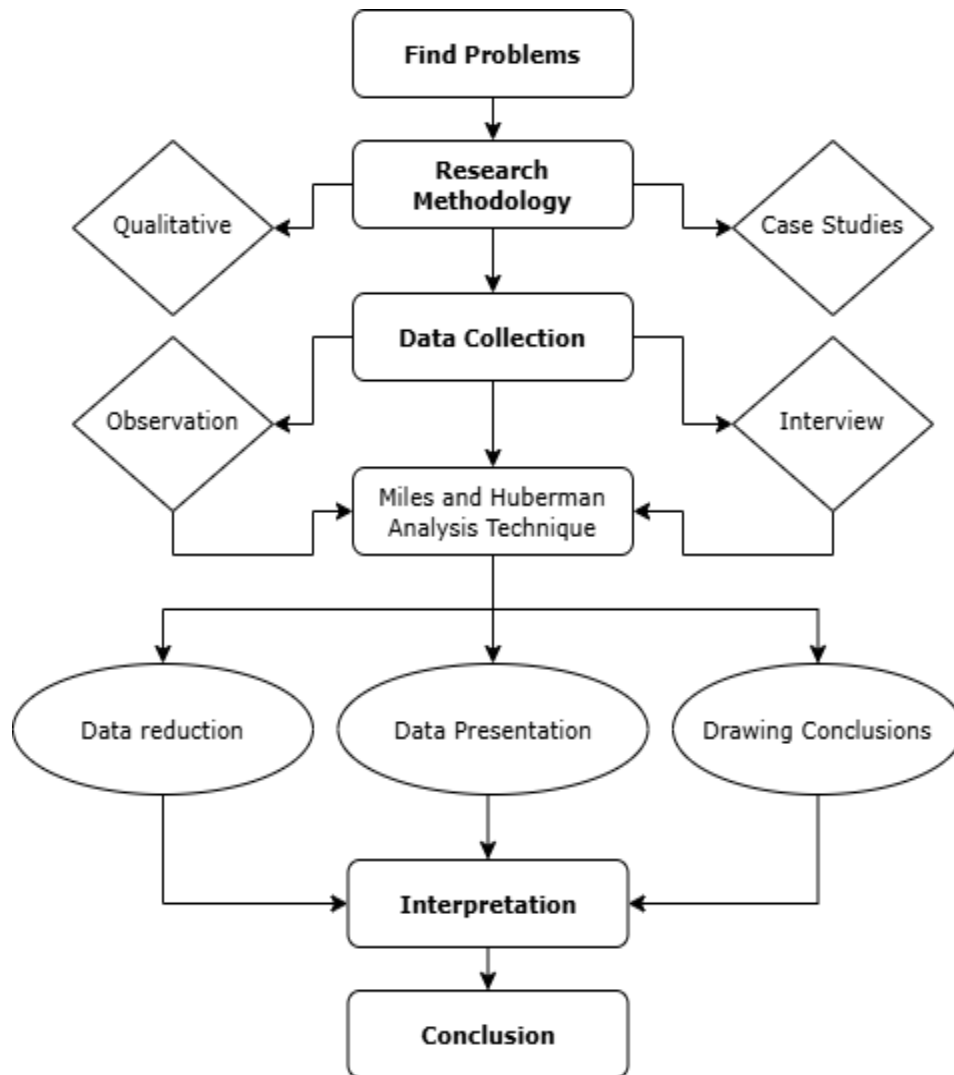 Find Problems
Research
Methodology
Qualitative
Case Studies
Data Collection
Observation
Interview
Miles and Huberman
Analysis Technique
Data reduction
Data Presentation
Drawing Conclusions
Interpretation
Conclusion